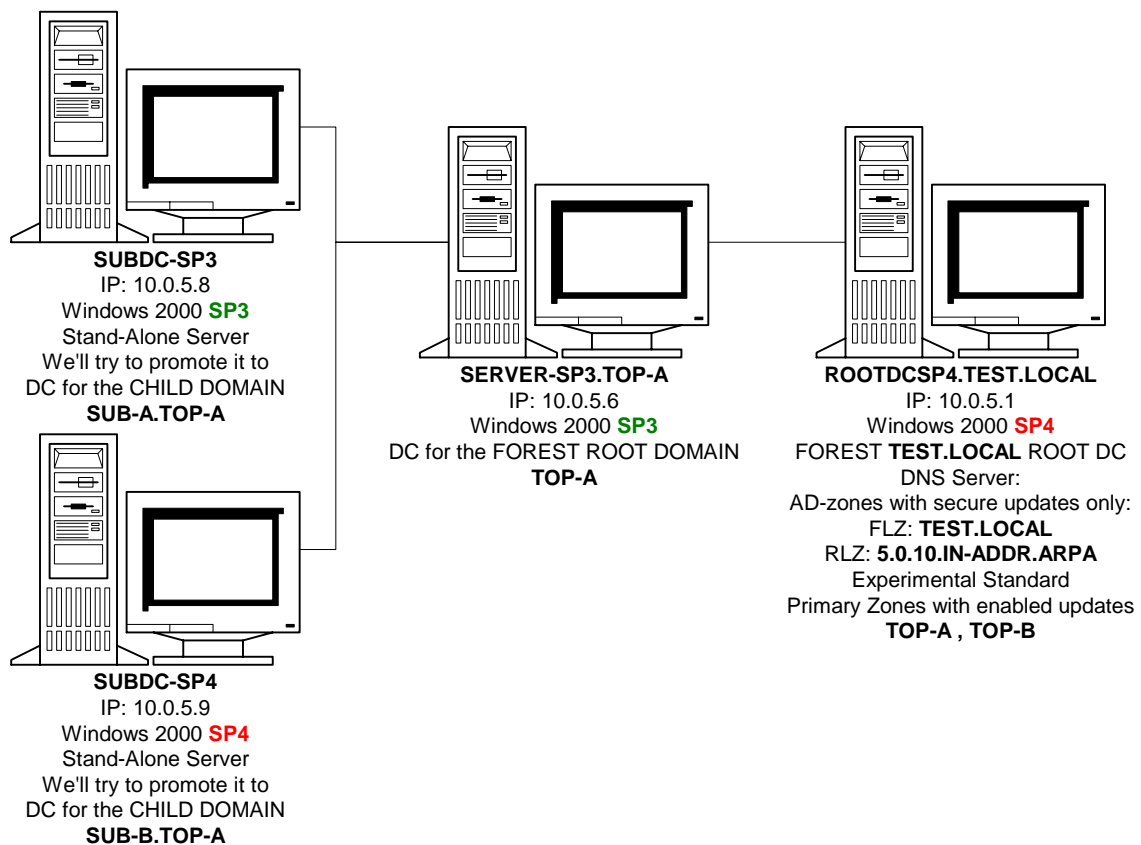 SUBDC-SP3
IP: 10.0.5.8
Windows 2000 SP3
Stand-Alone Server
We'll try to promote it to
DC for the CHILD DOMAIN
SUB-A.TOP-A
SERVER-SP3.TOP-A
IP: 10.0.5.6
Windows 2000 SP3
DC for the FOREST ROOT DOMAIN
TOP-A
ROOTDCSP4.TEST.LOCAL
IP: 10.0.5.1
Windows 2000 SP4
FOREST TEST.LOCAL ROOT DC
DNS Server:
AD-zones with secure updates only:
FLZ: TEST.LOCAL
RLZ: 5.0.10.IN-ADDR.ARPA
Experimental Standard
Primary Zones with enabled updates
TOP-A , TOP-B
SUBDC-SP4
IP: 10.0.5.9
Windows 2000 SP4
Stand-Alone Server
We'll try to promote it to
DC for the CHILD DOMAIN
SUB-B.TOP-A